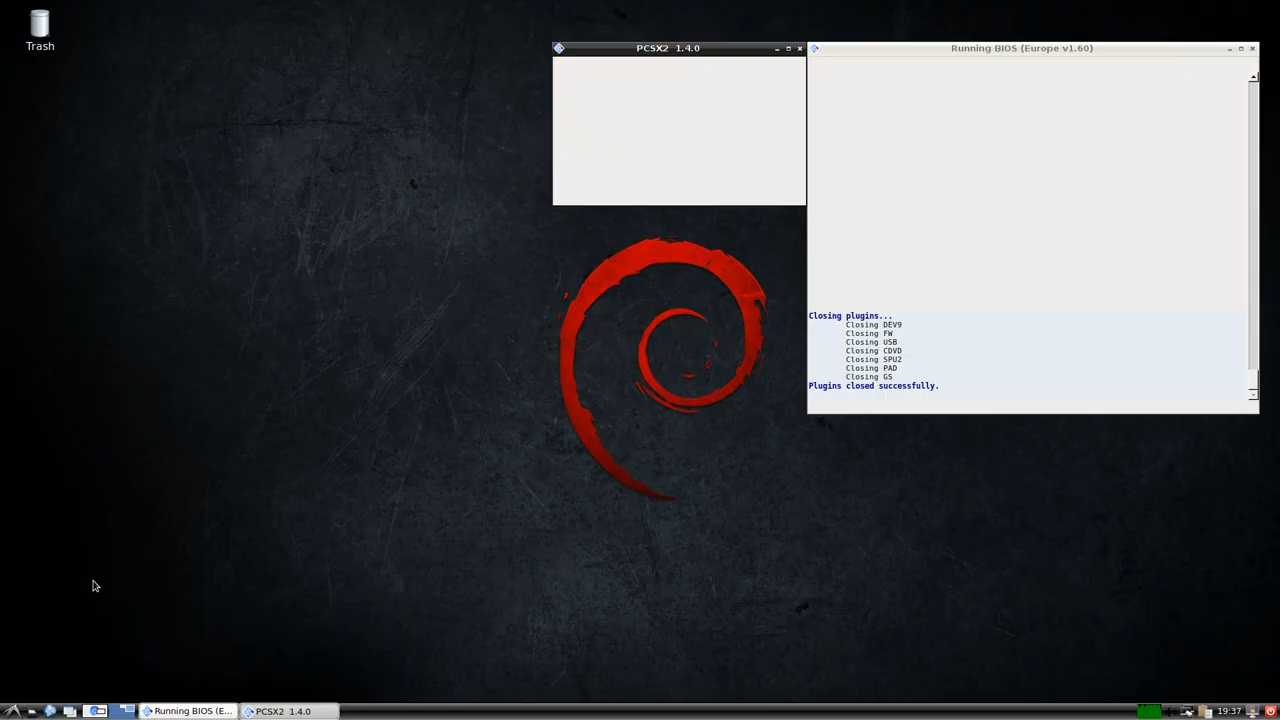 Trash
PCSX2 1.4.0
Running BIOS (Europe v1.60)
Closing plugins...
Closing DEV9
Closing FW
Closing USB
Closing CDVD
Closing SPU2
Closing PAD
Closing GS
Plugins closed successfully.
Running BIOS (E...
PCSX2 1.4.0
19:37